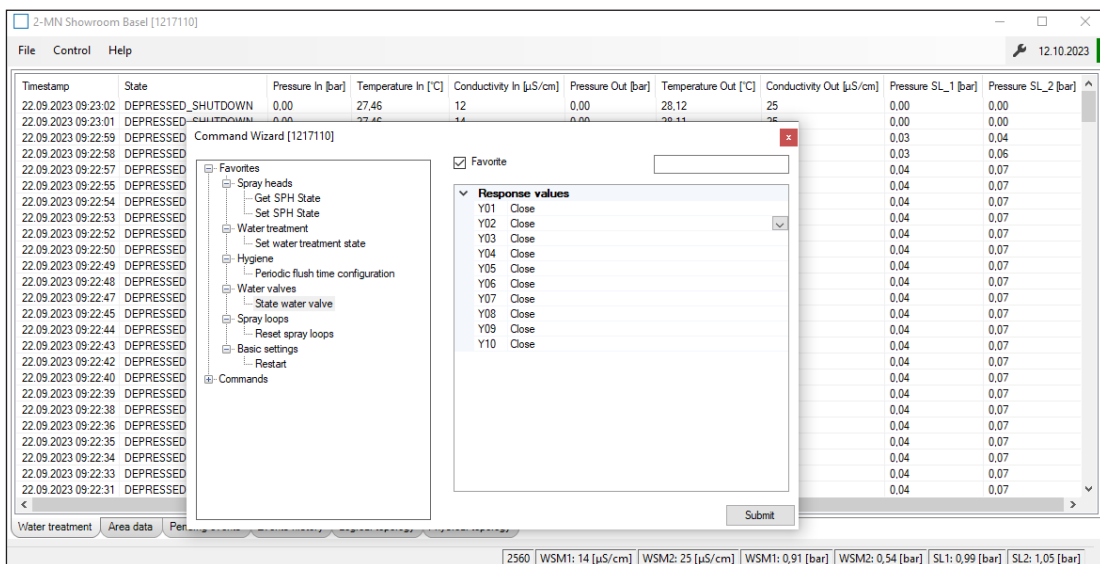 2-MN Showroom Basel [1217110]
File Control Help 12.10.2023
Timestamp State Pressure In [bar] Temperature In [°C] Conductivity In [µS/cm] Pressure Out [bar] Temperature Out [°C] Conductivity Out [µS/cm] Pressure SL_1 [bar] Pressure SL_2 [bar]
22.09.2023 09:23:02 DEPRESSED_SHUTDOWN 0,00 27,46 12 0,00 28,12 25 0,00 0,00
22.09.2023 09:23:01 DEPRESSED_SHUTDOWN 0,00 27,46 14 0,00 28,11 25 0,00 0,00
22.09.2023 09:22:59 DEPRESSED 0,03 0,04
22.09.2023 09:22:58 DEPRESSED 0,03 0,06
22.09.2023 09:22:57 DEPRESSED 0,04 0,07
22.09.2023 09:22:55 DEPRESSED 0,04 0,07
22.09.2023 09:22:54 DEPRESSED 0,04 0,07
22.09.2023 09:22:53 DEPRESSED 0,04 0,07
22.09.2023 09:22:52 DEPRESSED 0,04 0,07
22.09.2023 09:22:50 DEPRESSED 0,04 0,07
22.09.2023 09:22:49 DEPRESSED 0,04 0,07
22.09.2023 09:22:48 DEPRESSED 0,04 0,07
22.09.2023 09:22:47 DEPRESSED 0,04 0,07
22.09.2023 09:22:45 DEPRESSED 0,04 0,07
22.09.2023 09:22:44 DEPRESSED 0,04 0,07
22.09.2023 09:22:43 DEPRESSED 0,04 0,07
22.09.2023 09:22:42 DEPRESSED 0,04 0,07
22.09.2023 09:22:40 DEPRESSED 0,04 0,07
22.09.2023 09:22:39 DEPRESSED 0,04 0,07
22.09.2023 09:22:38 DEPRESSED 0,04 0,07
22.09.2023 09:22:36 DEPRESSED 0,04 0,07
22.09.2023 09:22:35 DEPRESSED 0,04 0,07
22.09.2023 09:22:34 DEPRESSED 0,04 0,07
22.09.2023 09:22:33 DEPRESSED 0,04 0,07
22.09.2023 09:22:31 DEPRESSED 0,04 0,07
Command Wizard [1217110]
Favorites
Spray heads
Get SPH State
Set SPH State
Water treatment
Set water treatment state
Hygiene
Periodic flush time configuration
Water valves
State water valve
Spray loops
Reset spray loops
Basic settings
Restart
Commands
Favorite
Response values
Y01 Close
Y02 Close
Y03 Close
Y04 Close
Y05 Close
Y06 Close
Y07 Close
Y08 Close
Y09 Close
Y10 Close
Submit
Water treatment Area data
2560 WSM1: 14 [µS/cm] WSM2: 25 [µS/cm] WSM1: 0,91 [bar] WSM2: 0,54 [bar] SL1: 0,99 [bar] SL2: 1,05 [bar]